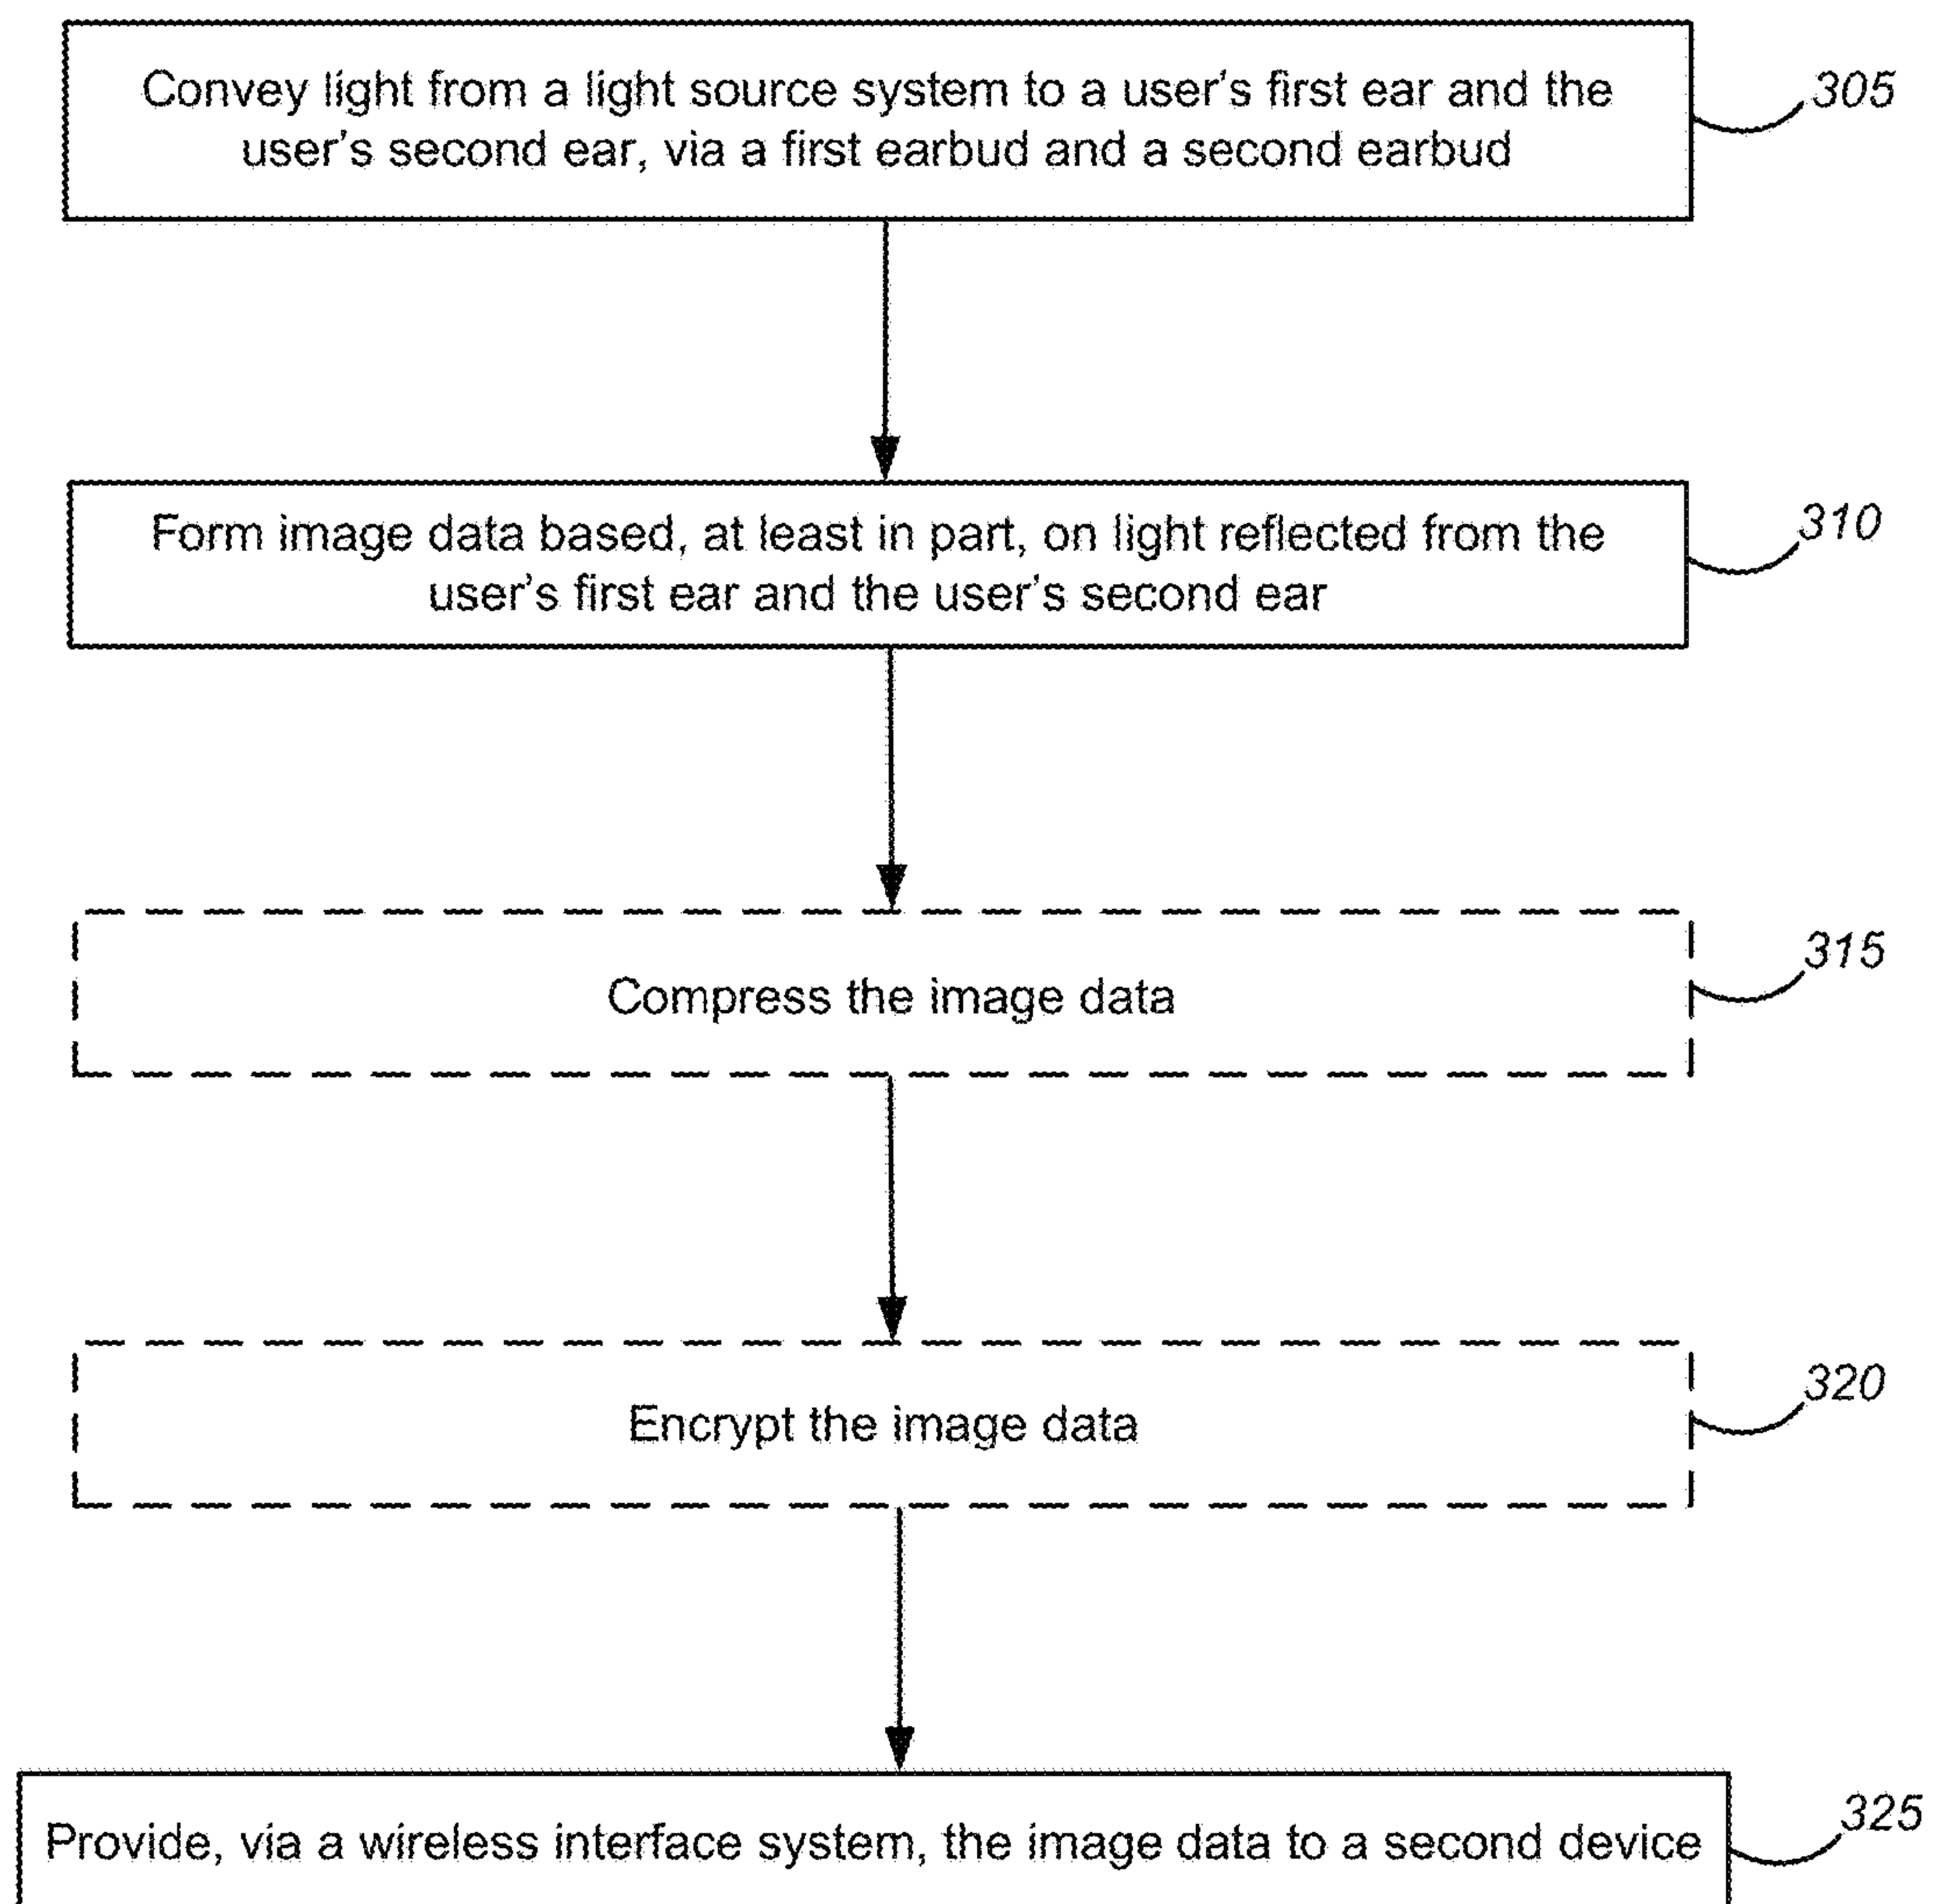 Convey light from a light source system to a user's first ear and the
user's second ear, via a first earbud and a second earbud
305
Form image data based, at least in part, on light reflected from the
user's first ear and the user's second ear
310
Compress the image data
315
Encrypt the image data
320
Provide, via a wireless interface system, the image data to a second device
325